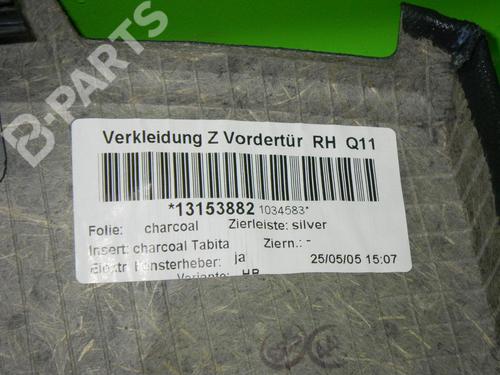 B-PARTS
Verkleidung Z Vordertür RH Q11
*13153882 1034583*
Folie: charcoal Zierleiste: silver
Insert: charcoal Tabita Ziern.: -
Elektr. Fensterheber: ja 25/05/05 15:07
Variante: HB